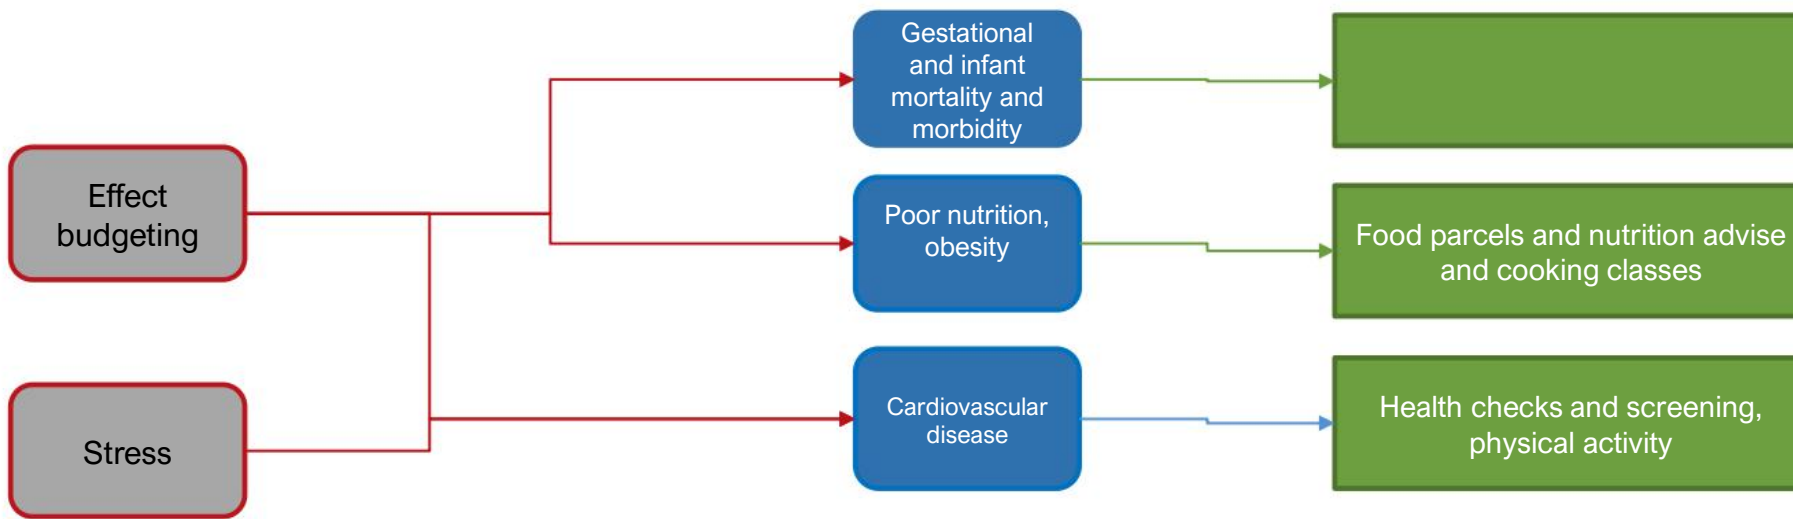 Gestational
and infant
mortality and
morbidity
Effect
budgeting
Poor nutrition,
obesity
Food parcels and nutrition advise
and cooking classes
Stress
Cardiovascular
disease
Health checks and screening,
physical activity